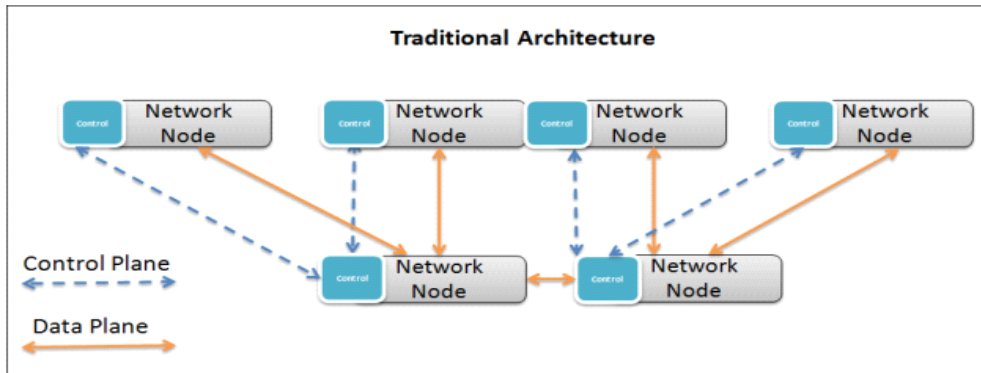 Traditional Architecture
Control
Network
Node
Control
Network
Node
Control
Network
Node
Control
Network
Node
Control Plane
Control
Network
Node
Control
Network
Node
Data Plane